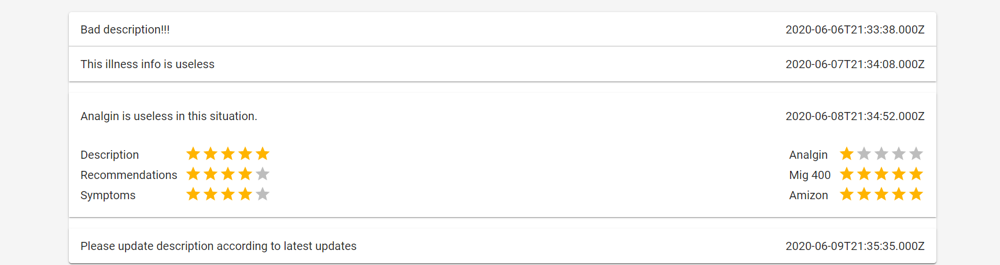 Bad description!!! 2020-06-06T21:33:38.000Z
This illness info is useless 2020-06-07T21:34:08.000Z
Analgin is useless in this situation. 2020-06-08T21:34:52.000Z
Description Analgin
Recommendations Mig 400
Symptoms Amizon
Please update description according to latest updates 2020-06-09T21:35:35.000Z